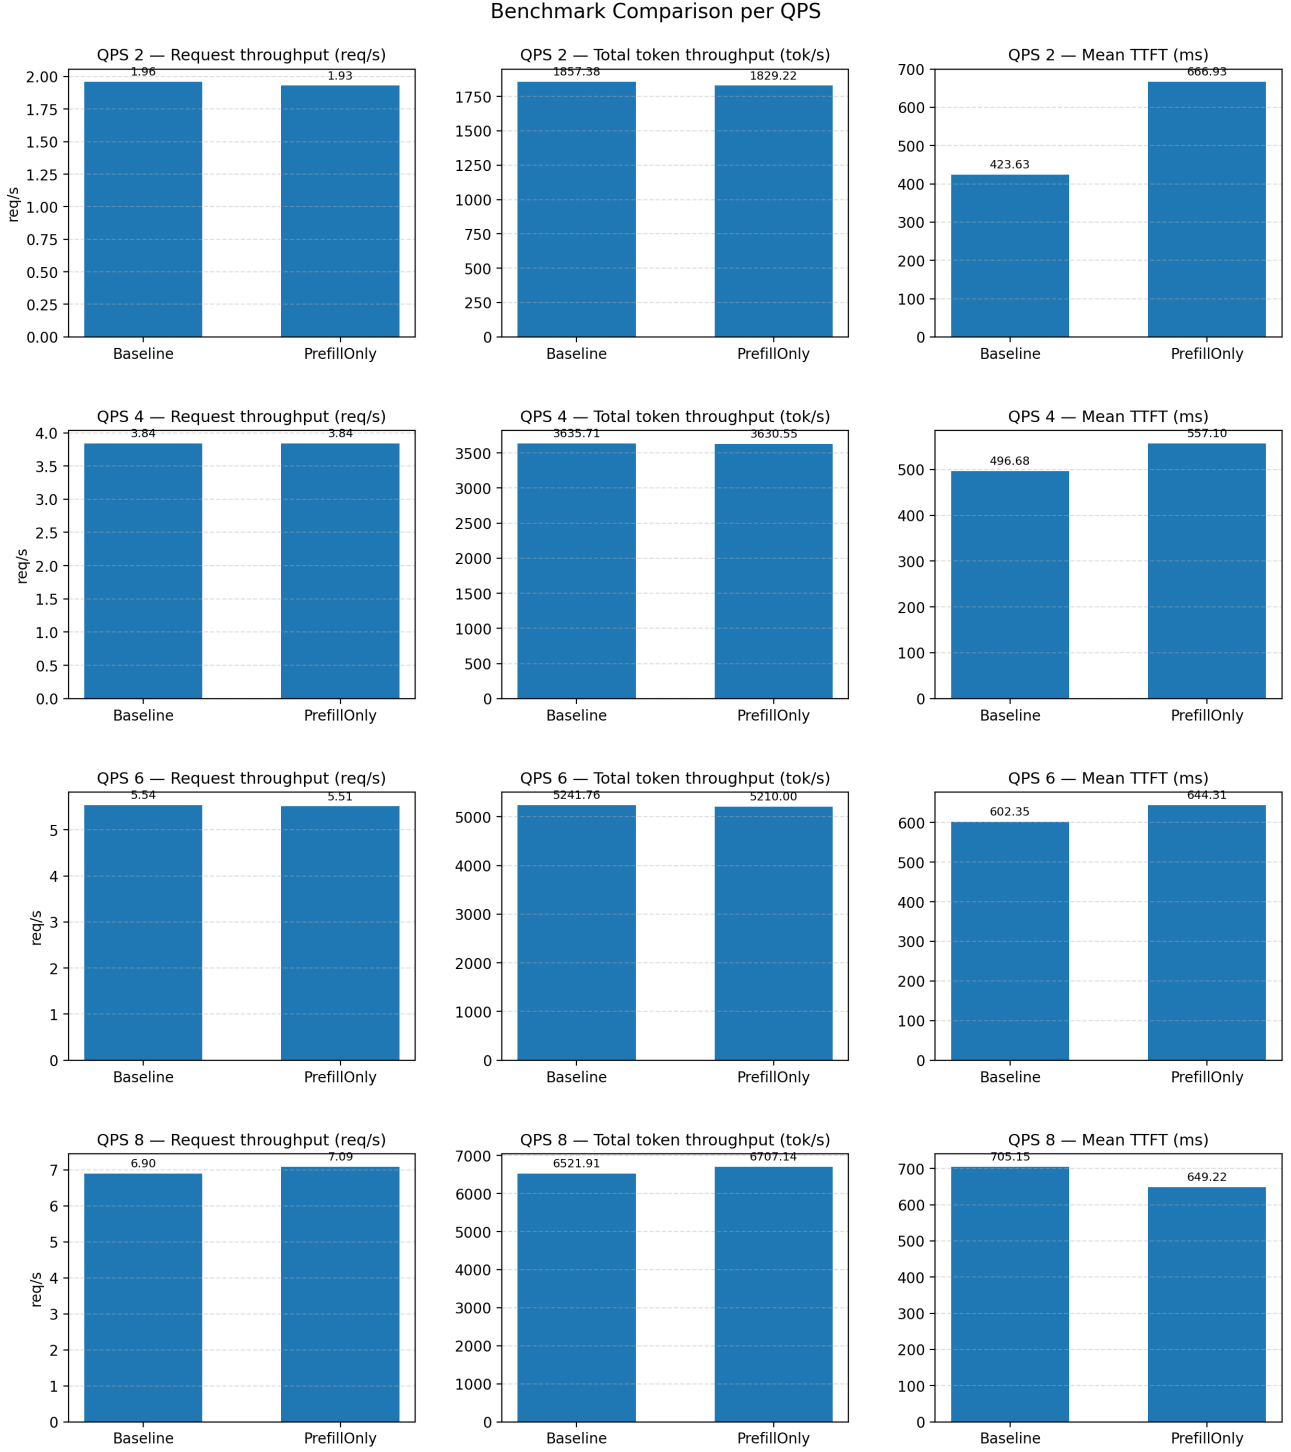 Benchmark Comparison per QPS
QPS 2 — Request throughput (req/s)
req/s
2.00
1.75
1.50
1.25
1.00
0.75
0.50
0.25
0.00
1.96
1.93
Baseline
PrefillOnly
QPS 2 — Total token throughput (tok/s)
1750
1500
1250
1000
750
500
250
0
1857.38
1829.22
Baseline
PrefillOnly
QPS 2 — Mean TTFT (ms)
700
600
500
400
300
200
100
0
423.63
666.93
Baseline
PrefillOnly
QPS 4 — Request throughput (req/s)
req/s
4.0
3.5
3.0
2.5
2.0
1.5
1.0
0.5
0.0
3.84
3.84
Baseline
PrefillOnly
QPS 4 — Total token throughput (tok/s)
3500
3000
2500
2000
1500
1000
500
0
3635.71
3630.55
Baseline
PrefillOnly
QPS 4 — Mean TTFT (ms)
500
400
300
200
100
0
496.68
557.10
Baseline
PrefillOnly
QPS 6 — Request throughput (req/s)
req/s
5
4
3
2
1
0
5.54
5.51
Baseline
PrefillOnly
QPS 6 — Total token throughput (tok/s)
5000
4000
3000
2000
1000
0
5241.76
5210.00
Baseline
PrefillOnly
QPS 6 — Mean TTFT (ms)
600
500
400
300
200
100
0
602.35
644.31
Baseline
PrefillOnly
QPS 8 — Request throughput (req/s)
req/s
7
6
5
4
3
2
1
0
6.90
7.09
Baseline
PrefillOnly
QPS 8 — Total token throughput (tok/s)
7000
6000
5000
4000
3000
2000
1000
0
6521.91
6707.14
Baseline
PrefillOnly
QPS 8 — Mean TTFT (ms)
700
600
500
400
300
200
100
0
705.15
649.22
Baseline
PrefillOnly